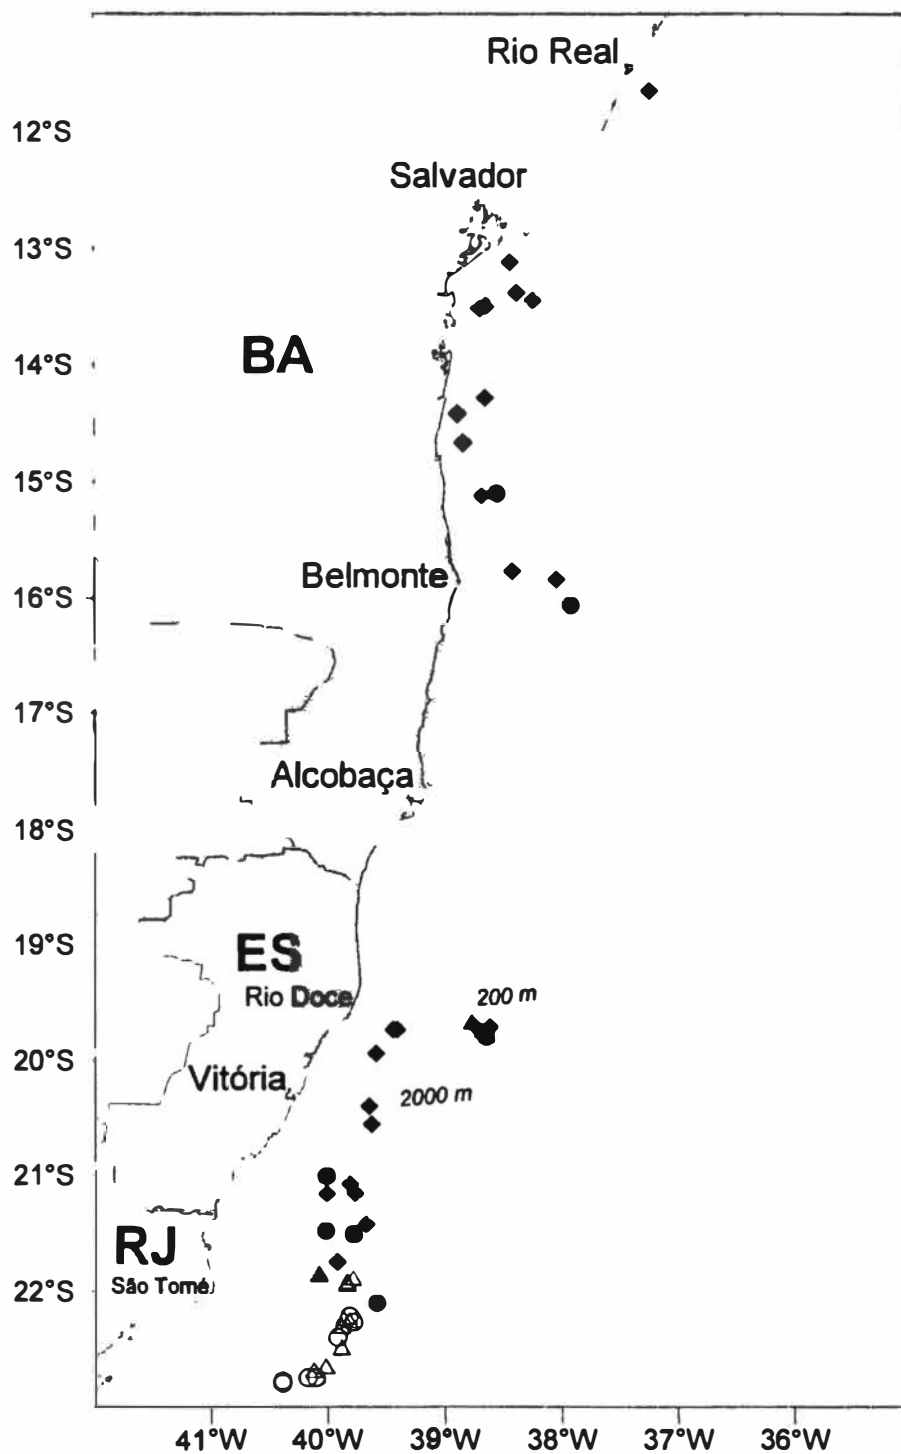 Rio Real
12°S
Salvador
13°S
BA
14°S
15°S
Belmonte
16°S
17°S
Alcobaça
18°S
19°S
ES
Rio Doce
200 m
20°S
Vitória
2000 m
21°S
RJ
São Tomé
22°S
41°W 40°W 39°W 38°W 37°W 36°W